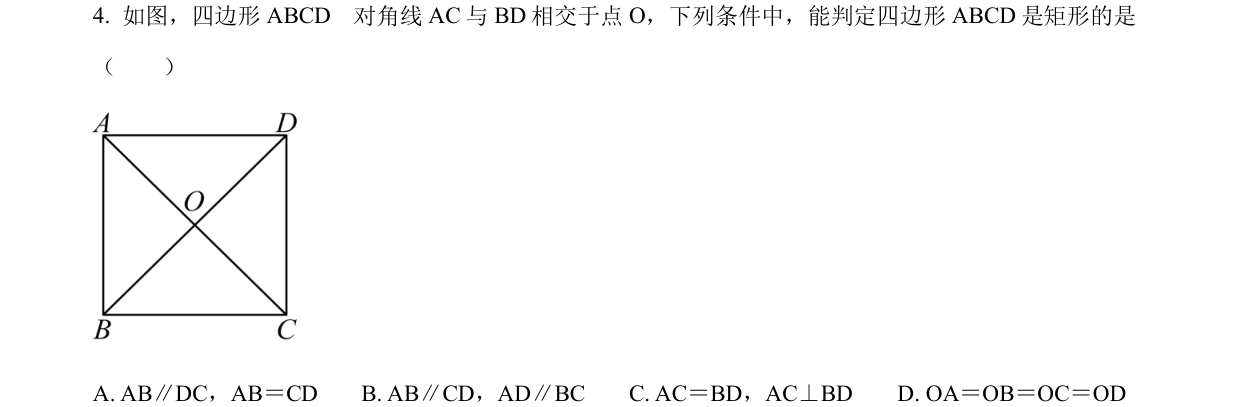 4. 如图，四边形 ABCD 对角线 AC 与 BD 相交于点 O，下列条件中，能判定四边形 ABCD 是矩形的是
（ ）
A D
O
B C
A. AB∥DC，AB＝CD B. AB∥CD，AD∥BC C. AC＝BD，AC⊥BD D. OA＝OB＝OC＝OD